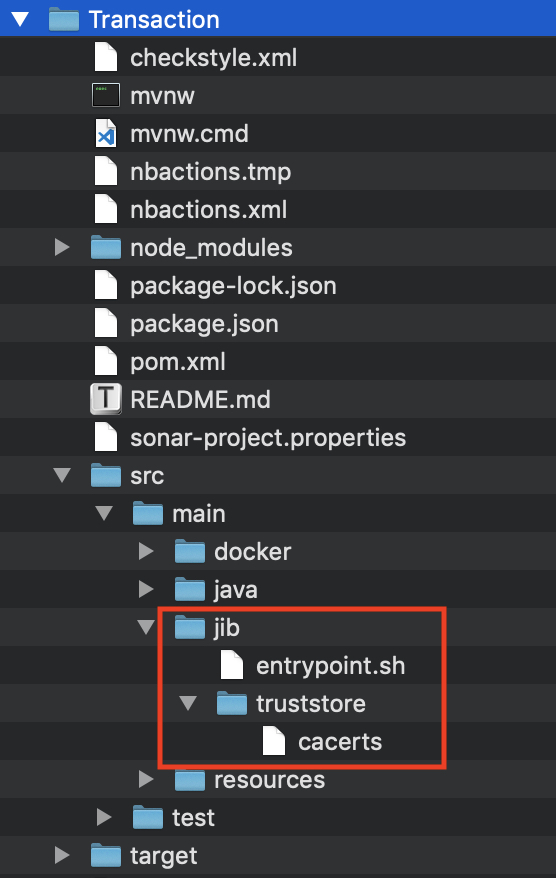 Transaction
checkstyle.xml
mvnw
mvnw.cmd
nbactions.tmp
nbactions.xml
node_modules
package-lock.json
package.json
pom.xml
README.md
sonar-project.properties
src
main
docker
java
jib
entrypoint.sh
truststore
cacerts
resources
test
target